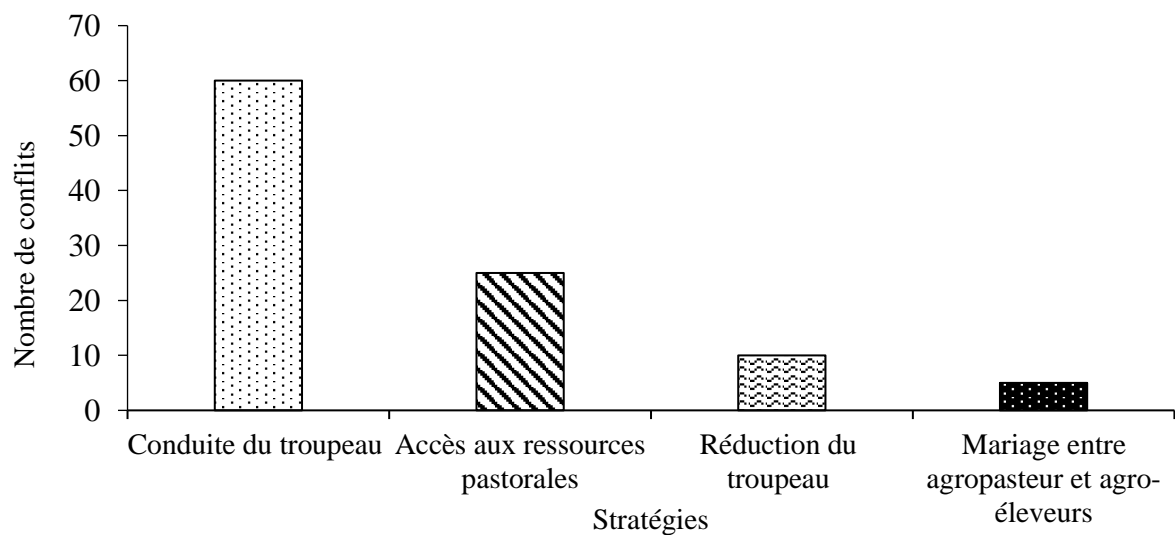 70
60
50
40
30
20
10
0
Nombre de conflits
Conduite du troupeau
Accès aux ressources
pastorales
Réduction du
troupeau
Mariage entre
agropasteur et agro-
éleveurs
Stratégies